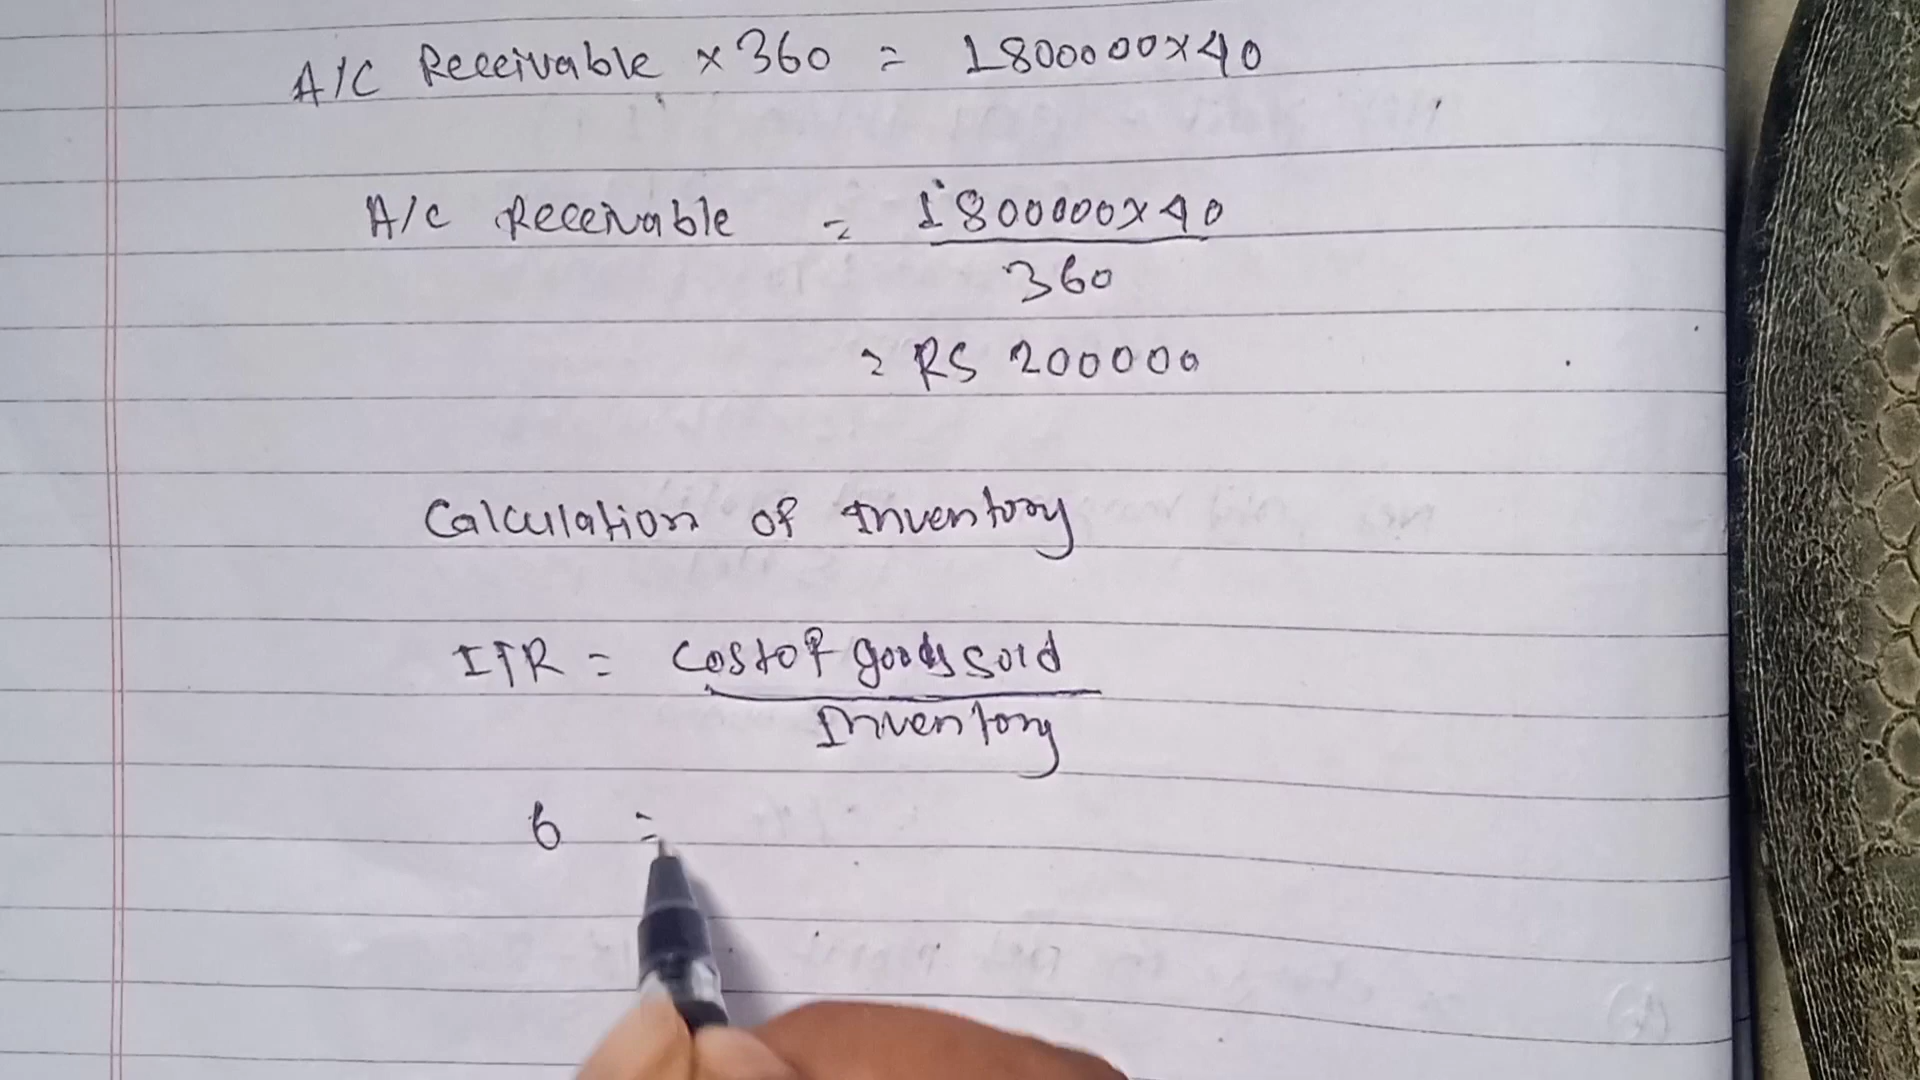 A/C Receivable × 360 = 1800000×40
A/C Receivable = 1800000×40
360
= RS 200000
Calculation of Inventory
ITR = Cost of goods sold
Inventory
6 =